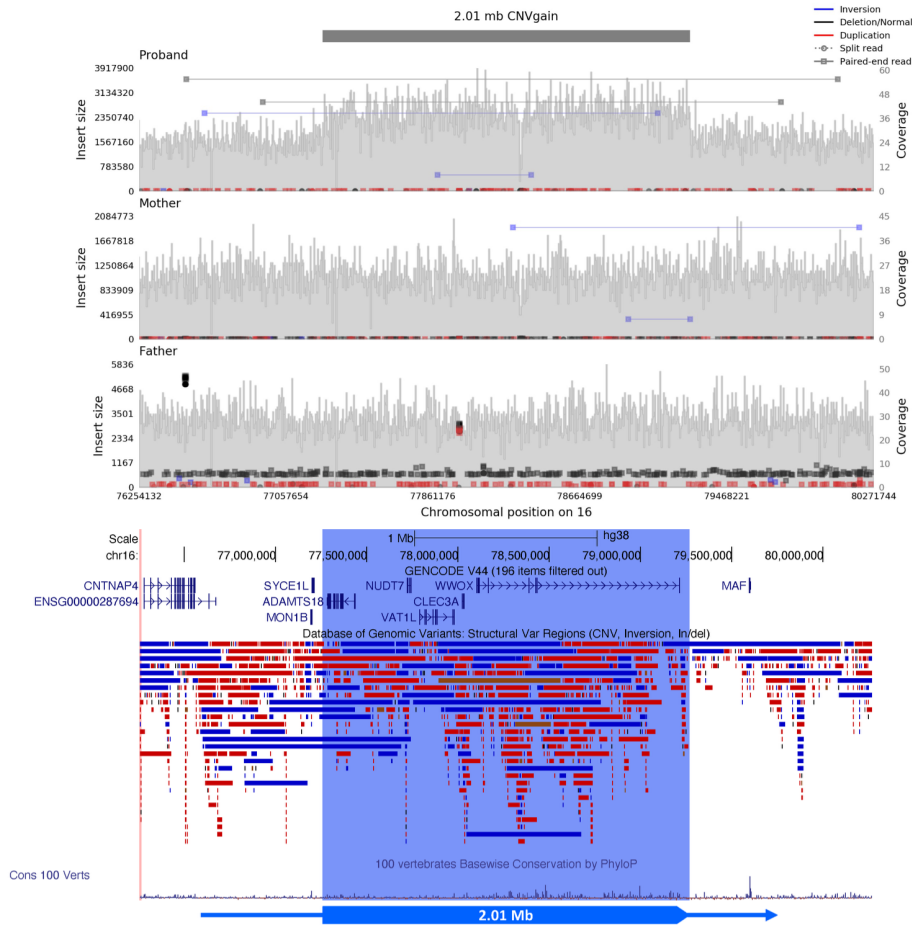 2.01 mb CNVgain
Inversion
Deletion/Normal
Duplication
Split read
Paired-end read
Proband
3917900
3134320
2350740
1567160
783580
0
Insert size
60
48
36
24
12
0
Coverage
Mother
2084773
1667818
1250864
833909
416955
0
Insert size
45
36
27
18
9
0
Coverage
Father
5836
4668
3501
2334
1167
0
Insert size
50
40
30
20
10
0
Coverage
76254132 77057654 77861176 78664699 79468221 80271744
Chromosomal position on 16
Scale 1 Mb hg38
chr16: 77,000,000 77,500,000 78,000,000 78,500,000 79,000,000 79,500,000 80,000,000
GENCODE V44 (196 items filtered out)
CNTNAP4 SYCE1L NUDT7 WWOX MAF
ENSG00000287694 ADAMTS18 CLEC3A
MON1B VAT1L
Database of Genomic Variants: Structural Var Regions (CNV, Inversion, In/del)
100 vertebrates Basewise Conservation by PhyloP
Cons 100 Verts
2.01 Mb